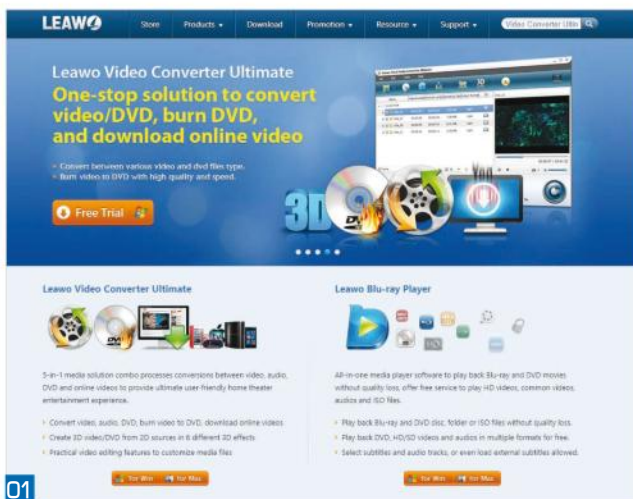 LEAWO Store Products Download Promotion Resource Support Video Converter Ultin
Leawo Video Converter Ultimate
One-stop solution to convert
video/DVD, burn DVD,
and download online video
Convert between various video and dvd files type.
Burn video to DVD with high quality and speed.
Free Trial
3D
DVD
You
Leawo Video Converter Ultimate
5-in-1 media solution combo processes conversions between video, audio,
DVD and online videos to provide ultimate user-friendly home theater
entertainment experience.
Convert video, audio, DVD, burn video to DVD, download online videos
Create 3D video/DVD from 2D sources in 6 different 3D effects
Practical video editing features to customize media files
for Win for Mac
Leawo Blu-ray Player
All-in-one media player software to play back Blu-ray and DVD movies
without quality loss, offer free service to play HD videos, common videos,
audios and ISO files.
Play back Blu-ray and DVD disc, folder or ISO files without quality loss.
Play back DVD, HD/SD videos and audios in multiple formats for free.
Select subtitles and audio tracks, or even load external subtitles allowed.
for Win for Mac
01